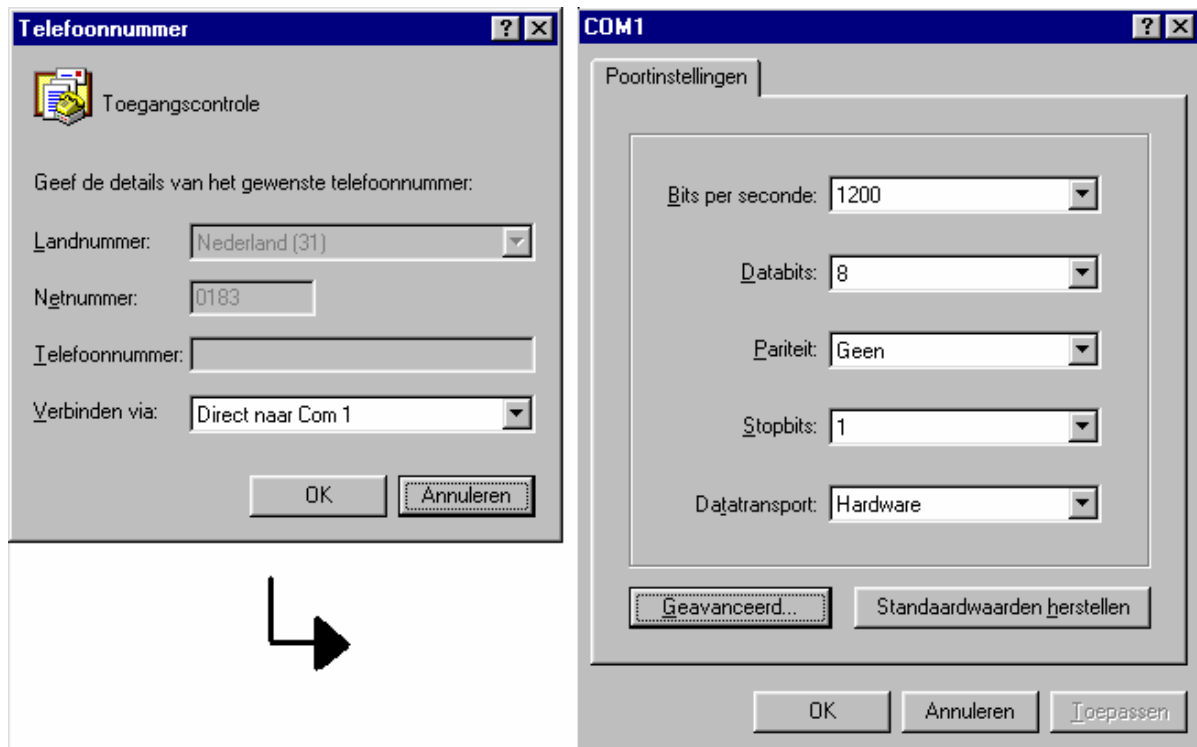 Telefoonnummer
Toegangscontrole
Geef de details van het gewenste telefoonnummer:
Landnummer: Nederland (31)
Netnummer: 0183
Telefoonnummer:
Verbinden via: Direct naar Com 1
OK Annuleren
COM1
Poortinstellingen
Bits per seconde: 1200
Databits: 8
Pariteit: Geen
Stopbits: 1
Datatransport: Hardware
Geavanceerd... Standaardwaarden herstellen
OK Annuleren Toepassen